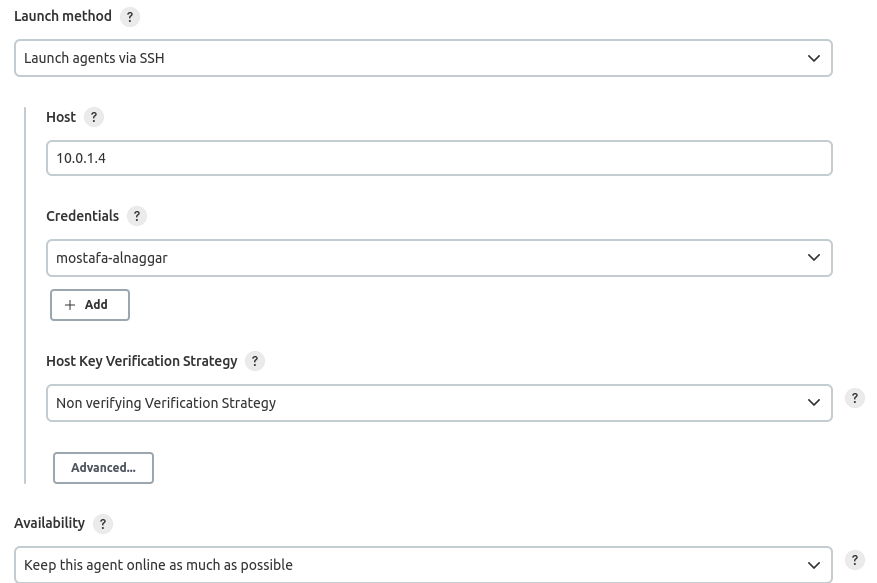 Launch method ?
Launch agents via SSH
Host ?
10.0.1.4
Credentials ?
mostafa-alnaggar
+ Add
Host Key Verification Strategy ?
Non verifying Verification Strategy ?
Advanced...
Availability ?
Keep this agent online as much as possible ?